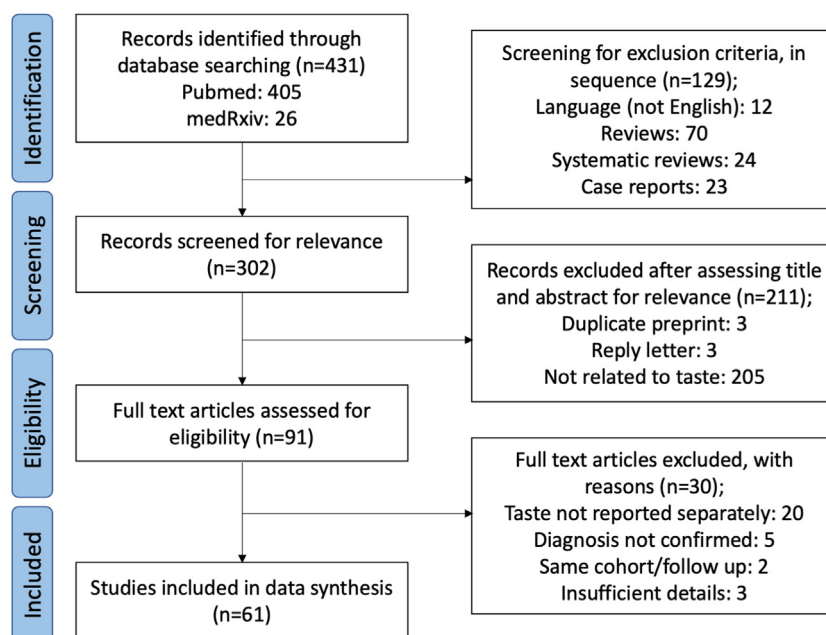 Identification
Records identified through
database searching (n=431)
Pubmed: 405
medRxiv: 26
Screening for exclusion criteria, in
sequence (n=129);
Language (not English): 12
Reviews: 70
Systematic reviews: 24
Case reports: 23
Screening
Records screened for relevance
(n=302)
Records excluded after assessing title
and abstract for relevance (n=211);
Duplicate preprint: 3
Reply letter: 3
Not related to taste: 205
Eligibility
Full text articles assessed for
eligibility (n=91)
Full text articles excluded, with
reasons (n=30);
Taste not reported separately: 20
Diagnosis not confirmed: 5
Same cohort/follow up: 2
Insufficient details: 3
Included
Studies included in data synthesis
(n=61)